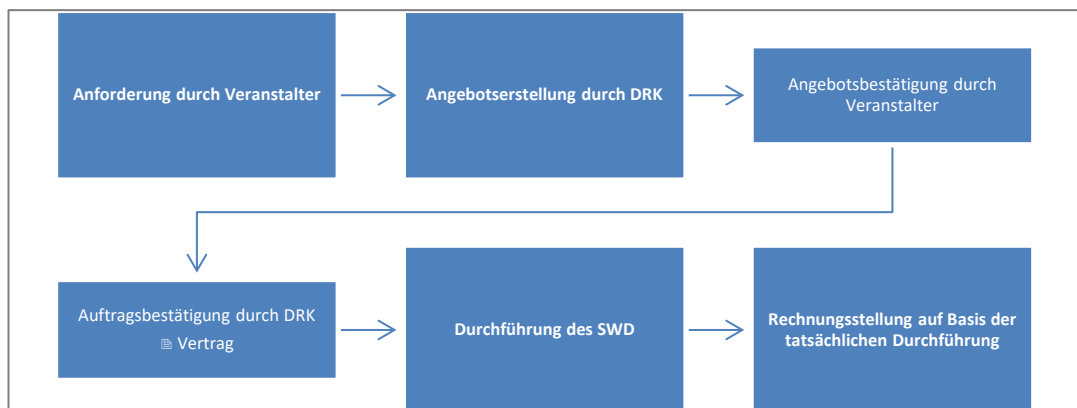 Anforderung durch Veranstalter
Angebotserstellung durch DRK
Angebotsbestätigung durch
Veranstalter
Auftragsbestätigung durch DRK
🗎 Vertrag
Durchführung des SWD
Rechnungsstellung auf Basis der
tatsächlichen Durchführung